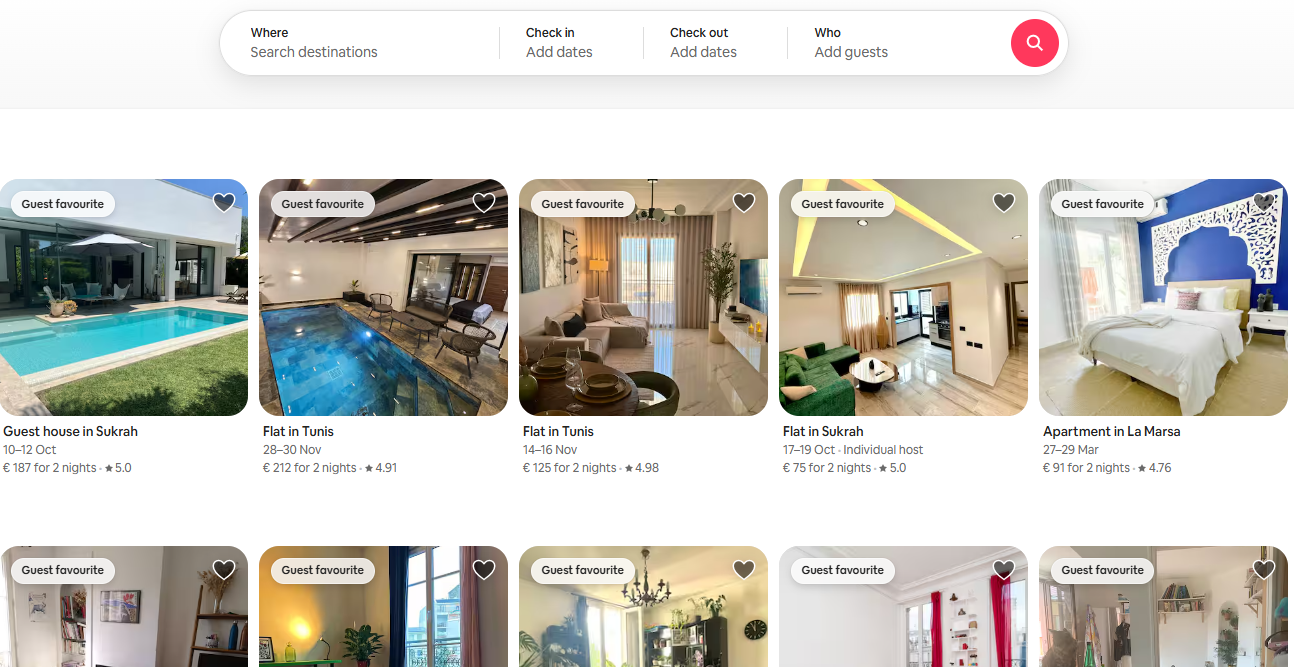 Where
Search destinations
Check in
Add dates
Check out
Add dates
Who
Add guests
Guest favourite
Guest favourite
Guest favourite
Guest favourite
Guest favourite
Guest house in Sukrah
10–12 Oct
€ 187 for 2 nights · ★ 5.0
Flat in Tunis
28–30 Nov
€ 212 for 2 nights · ★ 4.91
Flat in Tunis
14–16 Nov
€ 125 for 2 nights · ★ 4.98
Flat in Sukrah
17–19 Oct · Individual host
€ 75 for 2 nights · ★ 5.0
Apartment in La Marsa
27–29 Mar
€ 91 for 2 nights · ★ 4.76
Guest favourite
Guest favourite
Guest favourite
Guest favourite
Guest favourite